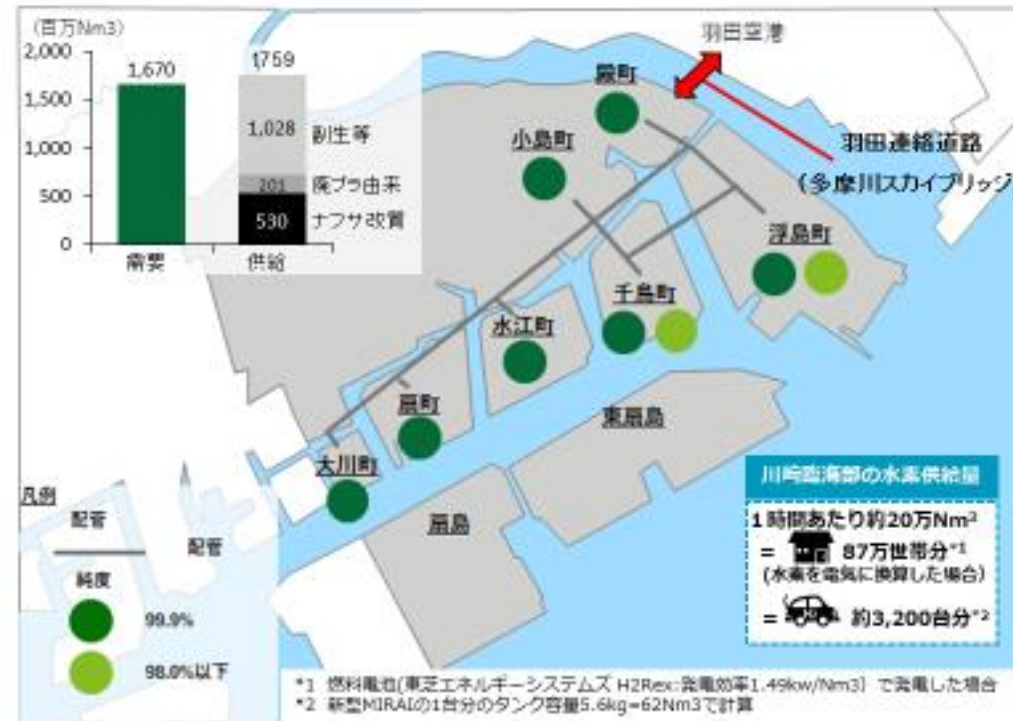 (百万Nm3)
2,000
1,500
1,000
500
0
1,670
需要
1759
1,028
201
530
供給
副生等
廃プラ由来
ナフサ改質
羽田空港
殿町
小島町
羽田連絡道路
(多摩川スカイブリッジ)
浮島町
千鳥町
水江町
扇町
大川町
東扇島
扇島
凡例
配管
配管
純度
99.9%
98.0%以下
川崎臨海部の水素供給量
1時間あたり約20万Nm³
= 87万世帯分*1
(水素を電気に換算した場合)
= 約3,200台分*2
*1 燃料電池(東芝エネルギーシステムズ H2Rex:発電効率1.49kw/Nm3) で発電した場合
*2 新型MIRAIの1台分のタンク容量5.6kg=62Nm3で計算